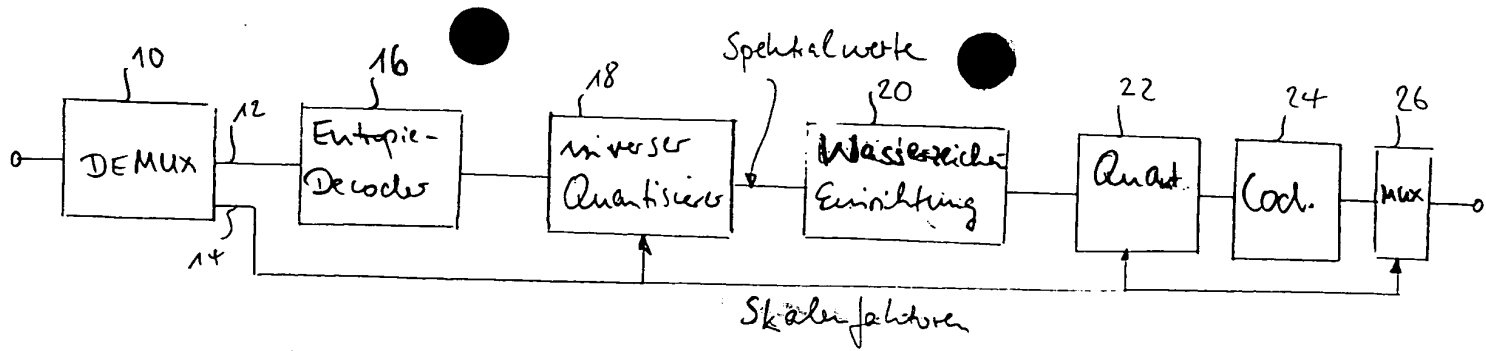 10
16
18
Spektralwerte
20
22
24
26
12
DEMUX
Entropie-
Decoder
inverser
Quantisierer
Wasserzeichen
Einrichtung
Quant.
Cod.
MUX
14
Skalenfaktoren